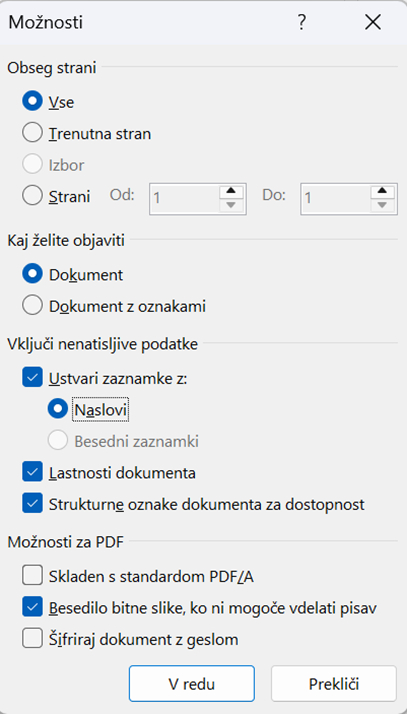 Možnosti ?
Obseg strani
Vse
Trenutna stran
Izbor
Strani Od: 1 Do: 1
Kaj želite objaviti
Dokument
Dokument z oznakami
Vključi nenatisljive podatke
Ustvari zaznamke z:
Naslovi
Besedni zaznamki
Lastnosti dokumenta
Strukturne oznake dokumenta za dostopnost
Možnosti za PDF
Skladen s standardom PDF/A
Besedilo bitne slike, ko ni mogoče vdelati pisav
Šifriraj dokument z geslom
V redu Prekliči